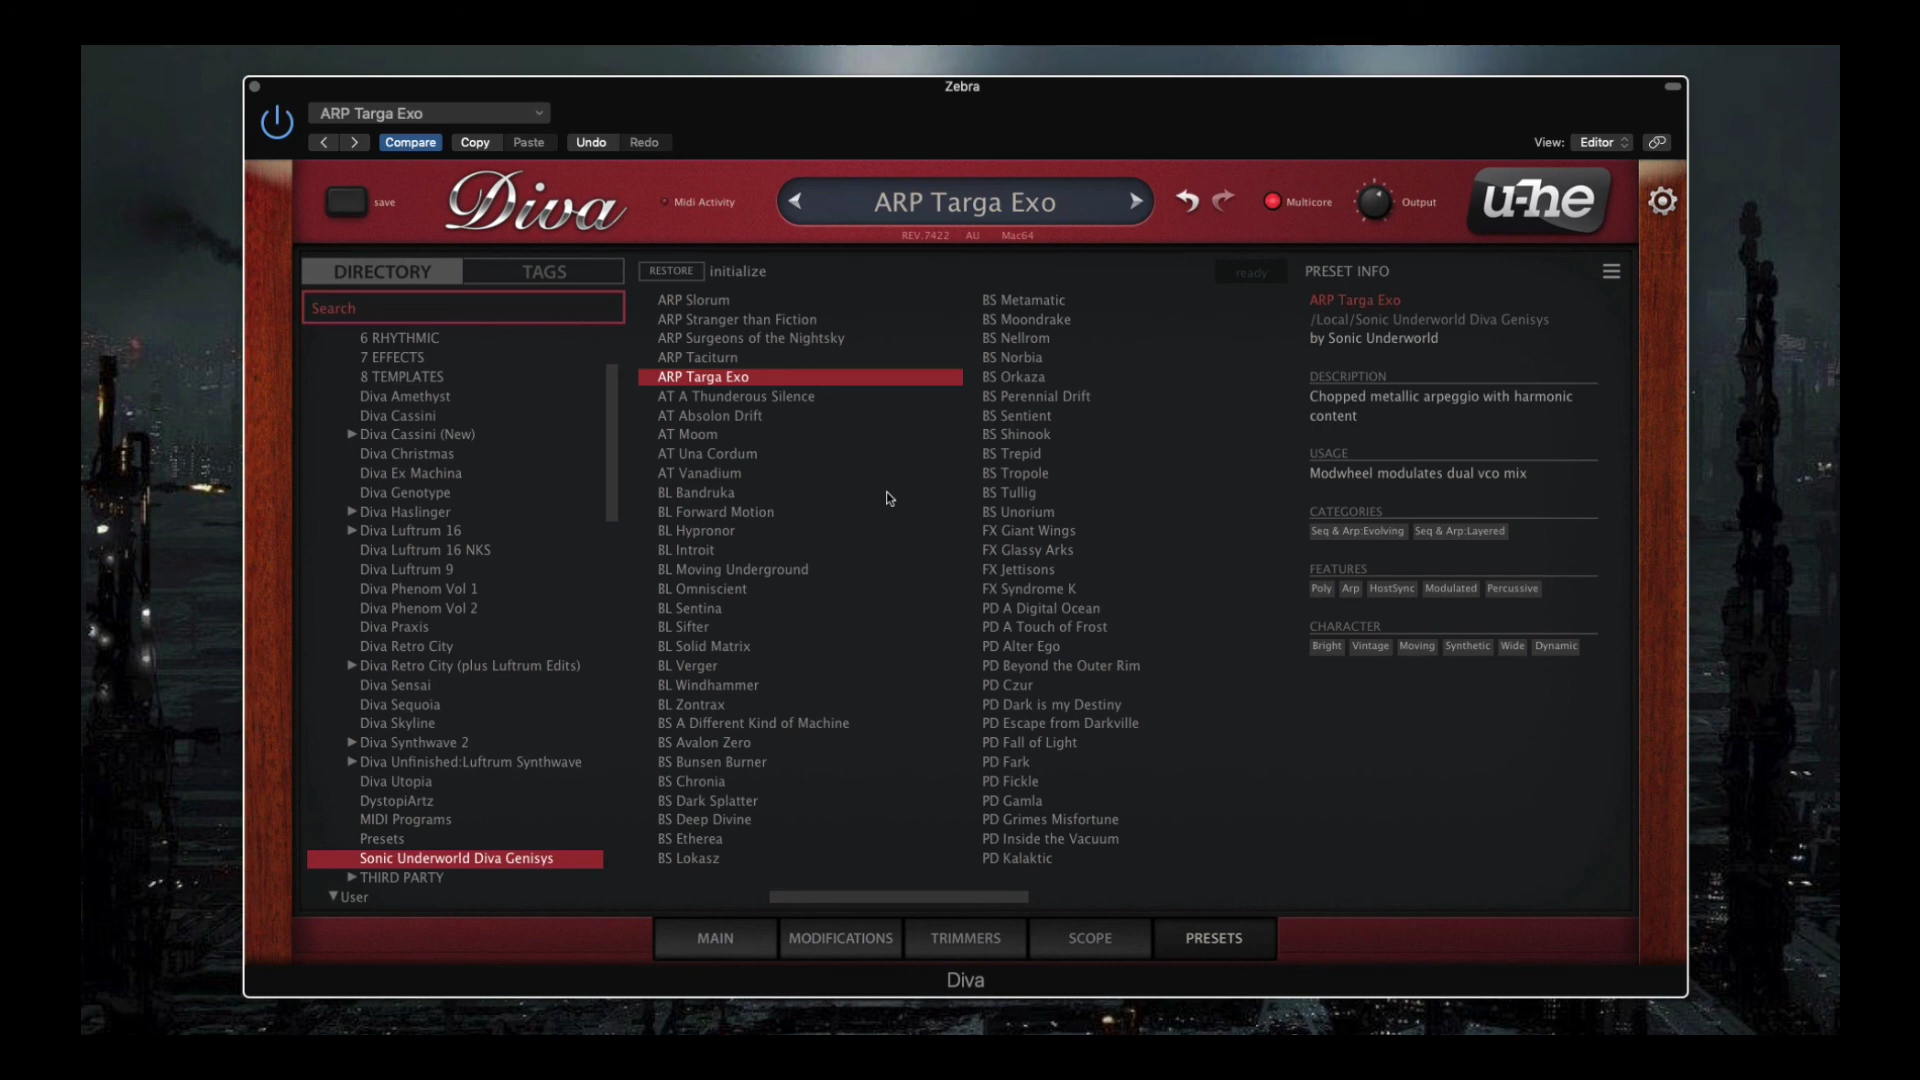 Zebra
ARP Targa Exo
Compare Copy Paste Undo Redo
View: Editor
save
Diva
Midi Activity
ARP Targa Exo
Multicore
Output
u-he
REV.7422 AU Mac64
DIRECTORY TAGS
Search
6 RHYTHMIC
7 EFFECTS
8 TEMPLATES
Diva Amethyst
Diva Cassini
Diva Cassini (New)
Diva Christmas
Diva Ex Machina
Diva Genotype
Diva Haslinger
Diva Luftrum 16
Diva Luftrum 16 NKS
Diva Luftrum 9
Diva Phenom Vol 1
Diva Phenom Vol 2
Diva Praxis
Diva Retro City
Diva Retro City (plus Luftrum Edits)
Diva Sensai
Diva Sequoia
Diva Skyline
Diva Synthwave 2
Diva Unfinished:Luftrum Synthwave
Diva Utopia
DystopiArtz
MIDI Programs
Presets
Sonic Underworld Diva Genisys
THIRD PARTY
User
RESTORE initialize
ready
ARP Slorum
ARP Stranger than Fiction
ARP Surgeons of the Nightsky
ARP Taciturn
ARP Targa Exo
AT A Thunderous Silence
AT Absolon Drift
AT Moom
AT Una Cordum
AT Vanadium
BL Bandruka
BL Forward Motion
BL Hypronor
BL Introit
BL Moving Underground
BL Omniscient
BL Sentina
BL Sifter
BL Solid Matrix
BL Verger
BL Windhammer
BL Zontrax
BS A Different Kind of Machine
BS Avalon Zero
BS Bunsen Burner
BS Chronia
BS Dark Splatter
BS Deep Divine
BS Etherea
BS Lokasz
BS Metamatic
BS Moondrake
BS Nellrom
BS Norbia
BS Orkaza
BS Perennial Drift
BS Sentient
BS Shinook
BS Trepid
BS Tropole
BS Tullig
BS Unorium
FX Giant Wings
FX Glassy Arks
FX Jettisons
FX Syndrome K
PD A Digital Ocean
PD A Touch of Frost
PD Alter Ego
PD Beyond the Outer Rim
PD Czur
PD Dark is my Destiny
PD Escape from Darkville
PD Fall of Light
PD Fark
PD Fickle
PD Gamla
PD Grimes Misfortune
PD Inside the Vacuum
PD Kalaktic
PRESET INFO
ARP Targa Exo
/Local/Sonic Underworld Diva Genisys
by Sonic Underworld
DESCRIPTION
Chopped metallic arpeggio with harmonic
content
USAGE
Modwheel modulates dual vco mix
CATEGORIES
Seq & Arp:Evolving Seq & Arp:Layered
FEATURES
Poly Arp HostSync Modulated Percussive
CHARACTER
Bright Vintage Moving Synthetic Wide Dynamic
MAIN MODIFICATIONS TRIMMERS SCOPE PRESETS
Diva